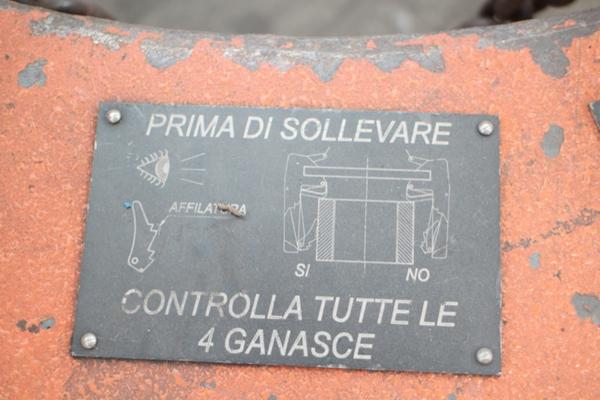 PRIMA DI SOLLEVARE
AFFILATURA
SI NO
CONTROLLA TUTTE LE
4 GANASCE